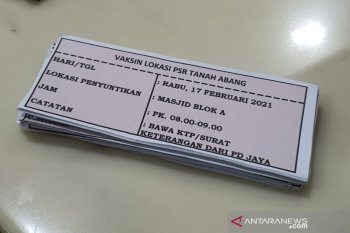 VAKSIN LOKASI PSR TANAH ABANG
HARI/TGL : RABU, 17 FEBRUARI 2021
LOKASI PENYUNTIKAN : MASJID BLOK A
JAM : PK. 08.00-09.00
CATATAN : BAWA KTP/SURAT
KETERANGAN DARI PD JAYA
ANTARANEWS
.com